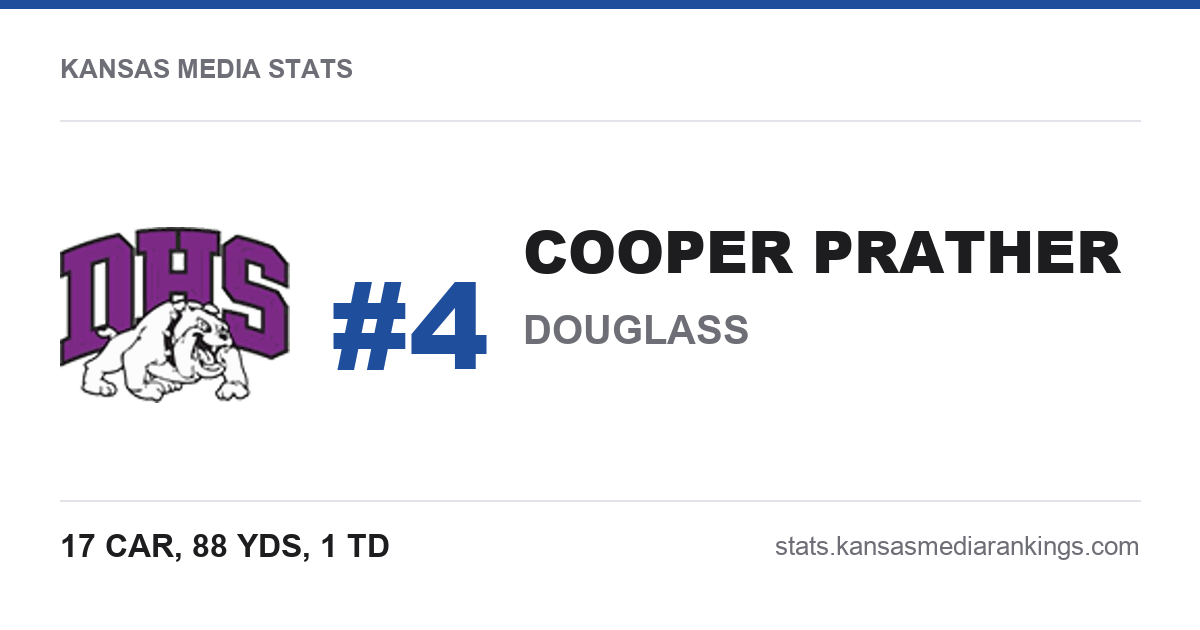 KANSAS MEDIA STATS
DHS
#4
COOPER PRATHER
DOUGLASS
17 CAR, 88 YDS, 1 TD
stats.kansasmediarankings.com